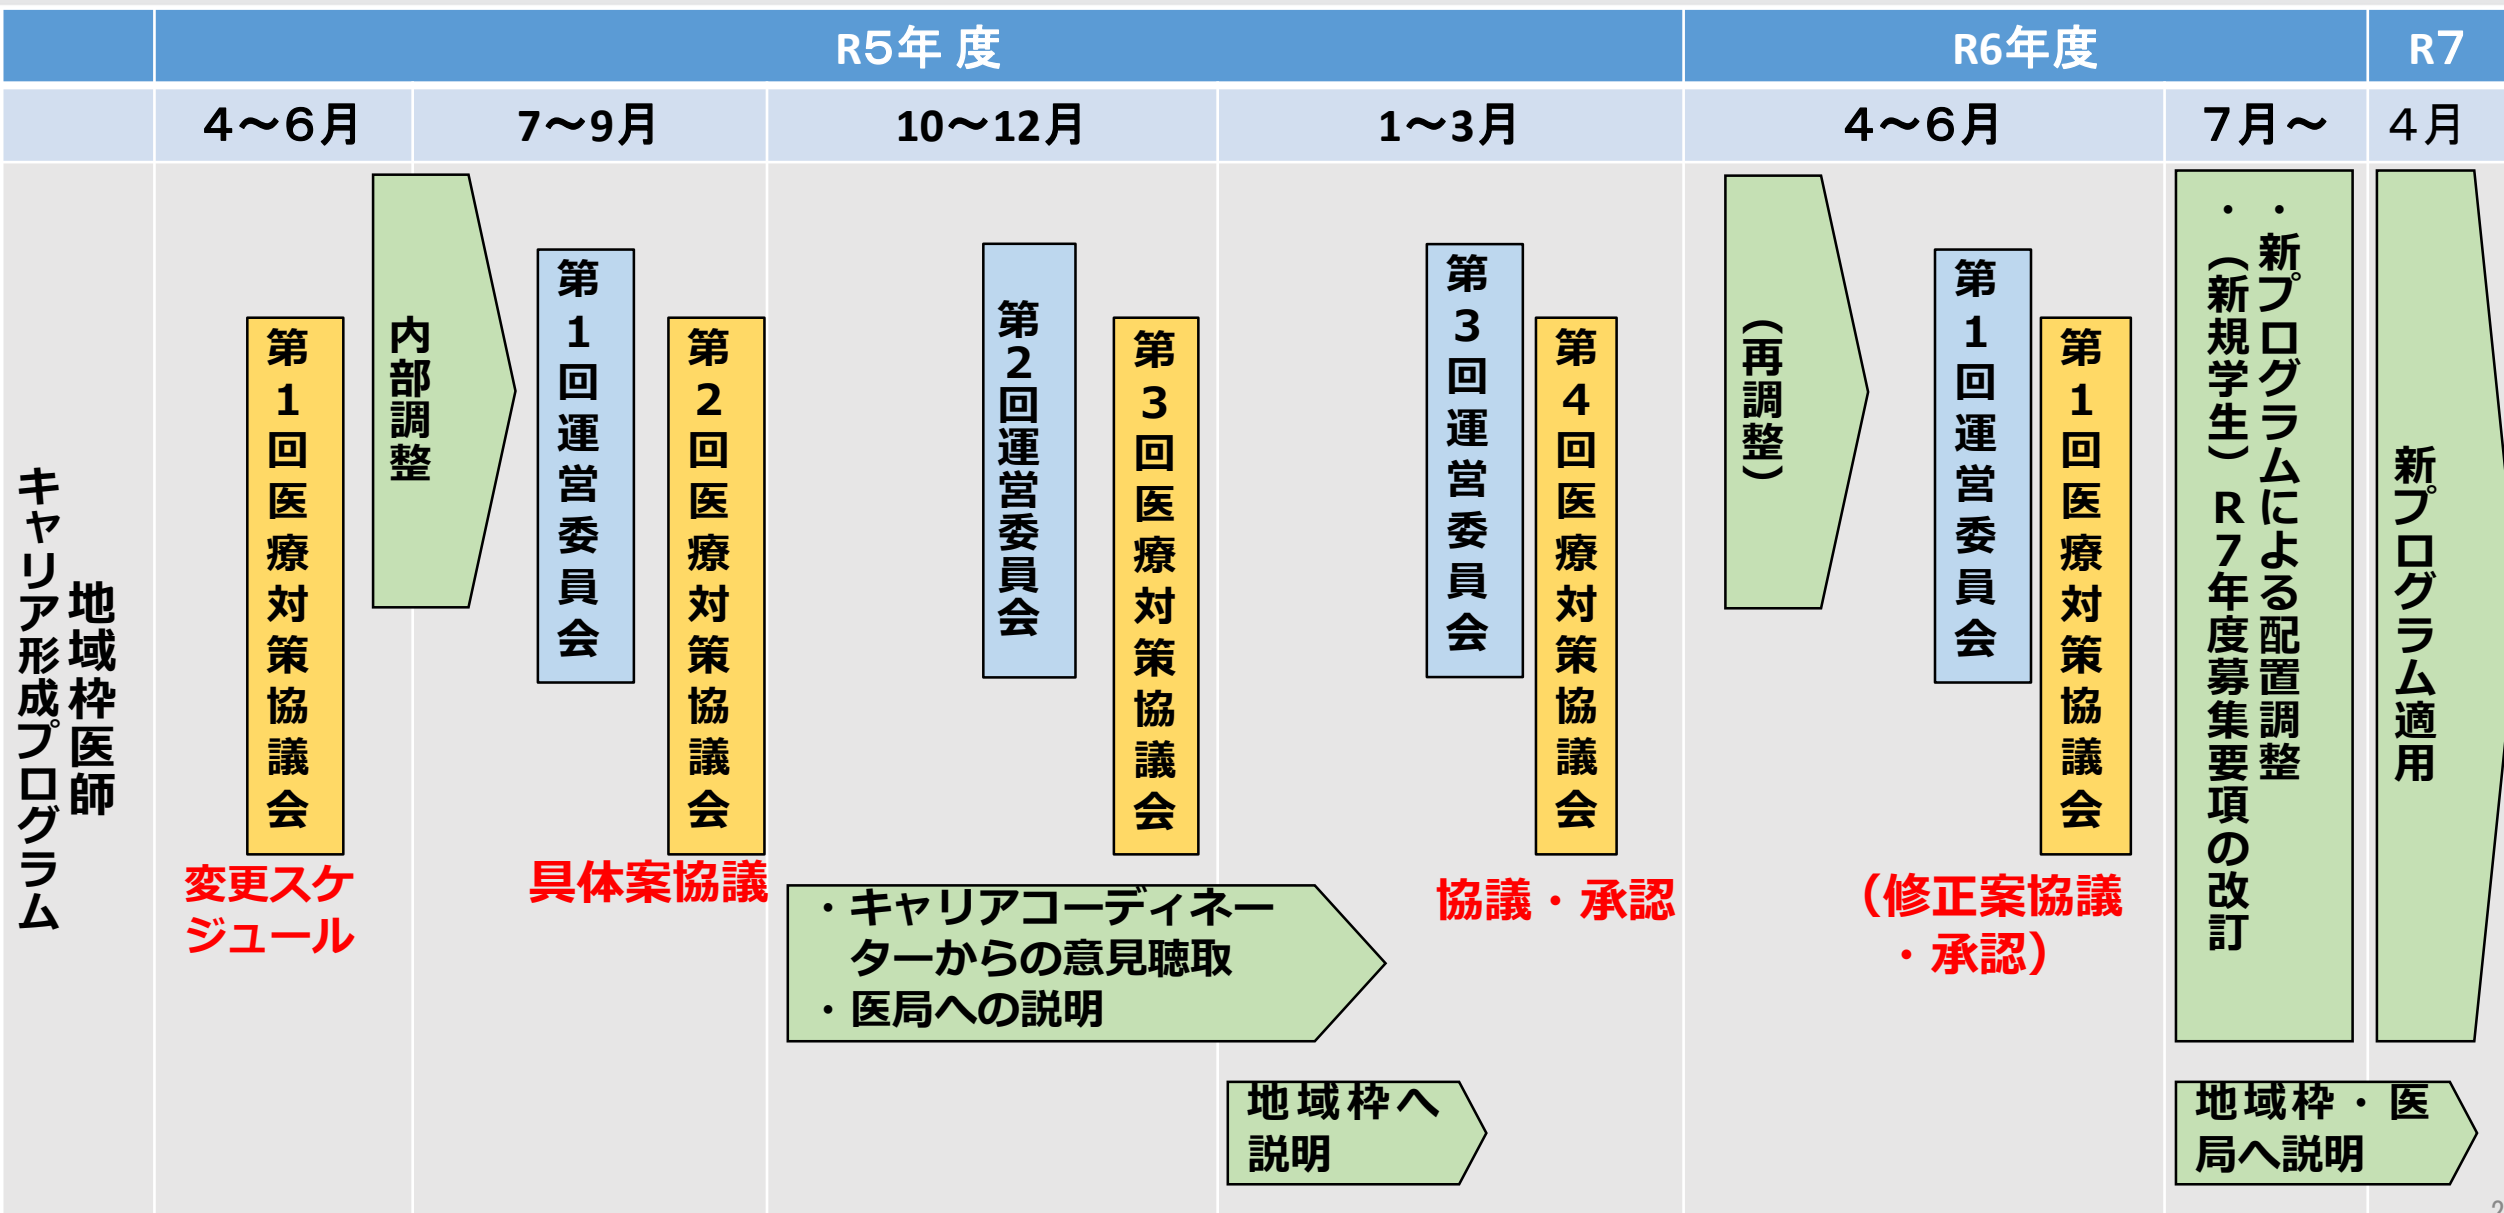 R5年 度
R6年度
R7
４～６月
7～9月
10～12月
1～3月
４～６月
７月～
４月
地域枠医師
キャリア形成プログラム
第１回医療対策協議会
変更スケ
ジュール
内部調整
第１回運営委員会
第２回医療対策協議会
具体案協議
第２回運営委員会
第３回医療対策協議会
・キャリアコーディネー
ターからの意見聴取
・医局への説明
第３回運営委員会
第４回医療対策協議会
協議・承認
地域枠へ
説明
（再調整）
第１回運営委員会
第１回医療対策協議会
（修正案協議
・承認）
・新プログラムによる配置調整
・（新規学生）Ｒ７年度募集要項の改訂
地域枠・医
局へ説明
新プログラム適用
2